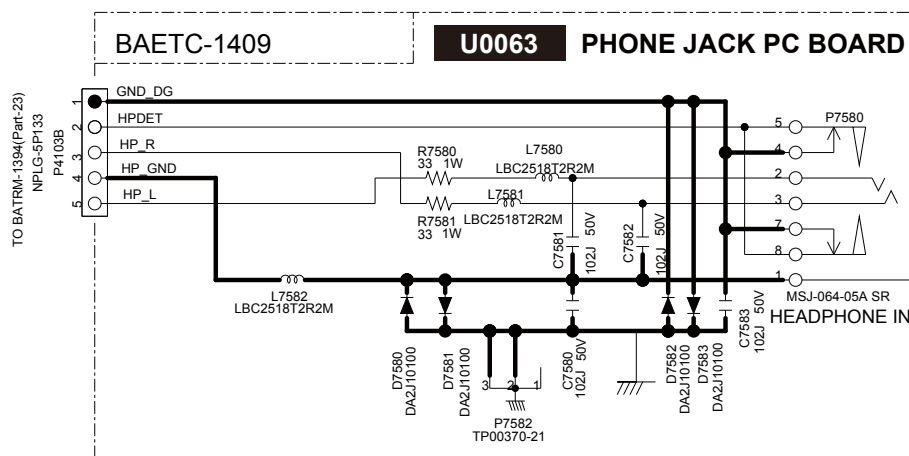 BAETC-1409
U0063 PHONE JACK PC BOARD
TO BATRM-1394(Part-23)
NPLG-5P133
P4103B
1 GND_DG
2 HPDET
3 HP_R
4 HP_GND
5 HP_L
R7580
33 1W
L7580
LBC2518T2R2M
L7581
LBC2518T2R2M
R7581
33 1W
C7581
102J 50V
C7582
102J 50V
P7580
5
4
2
3
7
8
1
MSJ-064-05A SR
HEADPHONE IN
L7582
LBC2518T2R2M
D7580
DA2J10100
D7581
DA2J10100
3 2 1
P7582
TP00370-21
C7580
102J 50V
D7582
DA2J10100
D7583
DA2J10100
C7583
102J 50V